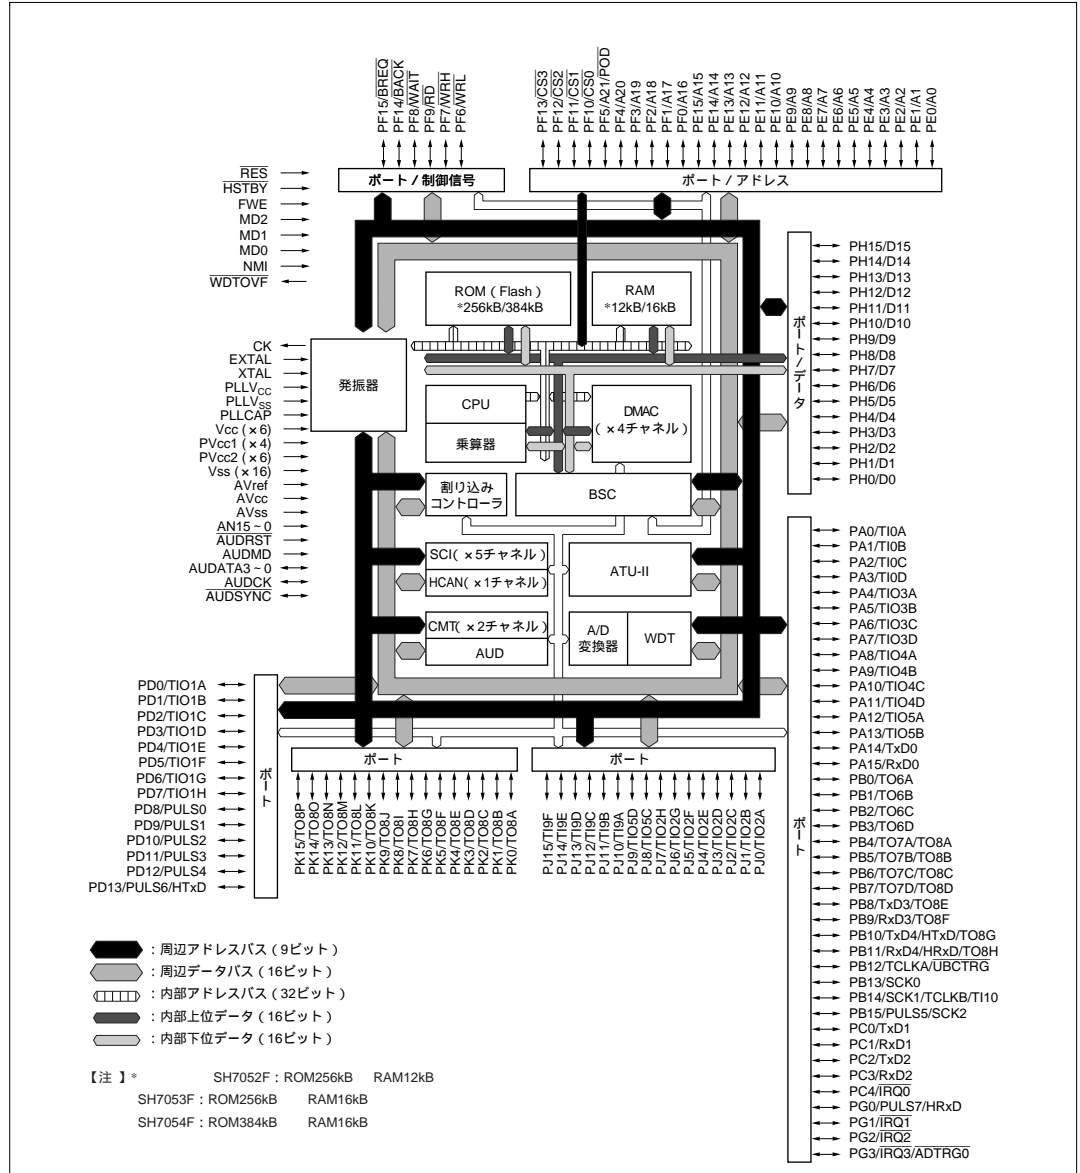 PF15/BREQ
PF14/BACK
PF8/WAIT
PF9/RD
PF7/WRH
PF6/WRL
PF13/CS3
PF12/CS2
PF11/CS1
PF10/CS0
PF5/A21/POD
PF4/A20
PF3/A19
PF2/A18
PF1/A17
PF0/A16
PE15/A15
PE14/A14
PE13/A13
PE12/A12
PE11/A11
PE10/A10
PE9/A9
PE8/A8
PE7/A7
PE6/A6
PE5/A5
PE4/A4
PE3/A3
PE2/A2
PE1/A1
PE0/A0
ポート / 制御信号
ポート / アドレス
RES
HSTBY
FWE
MD2
MD1
MD0
NMI
WDTOVF
CK
EXTAL
XTAL
PLLVCC
PLLVSS
PLLCAP
Vcc (×6)
PVcc1 (×4)
PVcc2 (×6)
Vss (×16)
AVref
AVcc
AVss
AN15~0
AUDRST
AUDMD
AUDATA3~0
AUDCK
AUDSYNC
発振器
ROM（Flash）
*256kB/384kB
RAM
*12kB/16kB
CPU
乗算器
DMAC
(×4チャネル)
割り込み
コントローラ
BSC
SCI(×5チャネル)
HCAN(×1チャネル)
ATU-II
CMT(×2チャネル)
AUD
A/D
変換器
WDT
ポート/データ
PH15/D15
PH14/D14
PH13/D13
PH12/D12
PH11/D11
PH10/D10
PH9/D9
PH8/D8
PH7/D7
PH6/D6
PH5/D5
PH4/D4
PH3/D3
PH2/D2
PH1/D1
PH0/D0
ポート
PA0/TI0A
PA1/TI0B
PA2/TI0C
PA3/TI0D
PA4/TIO3A
PA5/TIO3B
PA6/TIO3C
PA7/TIO3D
PA8/TIO4A
PA9/TIO4B
PA10/TIO4C
PA11/TIO4D
PA12/TIO5A
PA13/TIO5B
PA14/TxD0
PA15/RxD0
PB0/TO6A
PB1/TO6B
PB2/TO6C
PB3/TO6D
PB4/TO7A/TO8A
PB5/TO7B/TO8B
PB6/TO7C/TO8C
PB7/TO7D/TO8D
PB8/TxD3/TO8E
PB9/RxD3/TO8F
PB10/TxD4/HTxD/TO8G
PB11/RxD4/HRxD/TO8H
PB12/TCLKA/UBCTRG
PB13/SCK0
PB14/SCK1/TCLKB/TI10
PB15/PULS5/SCK2
PC0/TxD1
PC1/RxD1
PC2/TxD2
PC3/RxD2
PC4/IRQ0
PG0/PULS7/HRxD
PG1/IRQ1
PG2/IRQ2
PG3/IRQ3/ADTRG0
PD0/TIO1A
PD1/TIO1B
PD2/TIO1C
PD3/TIO1D
PD4/TIO1E
PD5/TIO1F
PD6/TIO1G
PD7/TIO1H
PD8/PULS0
PD9/PULS1
PD10/PULS2
PD11/PULS3
PD12/PULS4
PD13/PULS6/HTxD
ポート
ポート
PK15/TO8P
PK14/TO8O
PK13/TO8N
PK12/TO8M
PK11/TO8L
PK10/TO8K
PK9/TO8J
PK8/TO8I
PK7/TO8H
PK6/TO8G
PK5/TO8F
PK4/TO8E
PK3/TO8D
PK2/TO8C
PK1/TO8B
PK0/TO8A
ポート
PJ15/TI9F
PJ14/TI9E
PJ13/TI9D
PJ12/TI9C
PJ11/TI9B
PJ10/TI9A
PJ9/TIO5D
PJ8/TIO5C
PJ7/TIO2H
PJ6/TIO2G
PJ5/TIO2F
PJ4/TIO2E
PJ3/TIO2D
PJ2/TIO2C
PJ1/TIO2B
PJ0/TIO2A
：周辺アドレスバス（9ビット）
：周辺データバス（16ビット）
：内部アドレスバス（32ビット）
：内部上位データ（16ビット）
：内部下位データ（16ビット）
【注】* SH7052F：ROM256kB RAM12kB
SH7053F：ROM256kB RAM16kB
SH7054F：ROM384kB RAM16kB